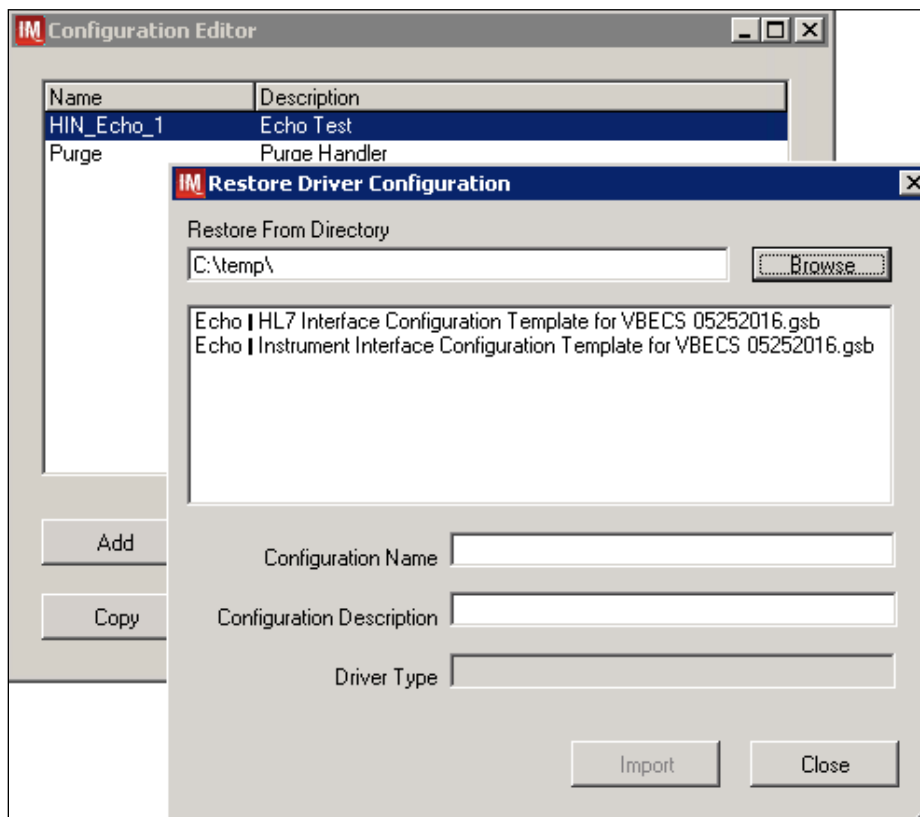 IM Configuration Editor
Name Description
HIN_Echo_1 Echo Test
Purge Purge Handler
IM Restore Driver Configuration
Restore From Directory
C:\temp\ Browse
Echo | HL7 Interface Configuration Template for VBECS 05252016.gsb
Echo | Instrument Interface Configuration Template for VBECS 05252016.gsb
Add
Configuration Name
Copy
Configuration Description
Driver Type
Import Close